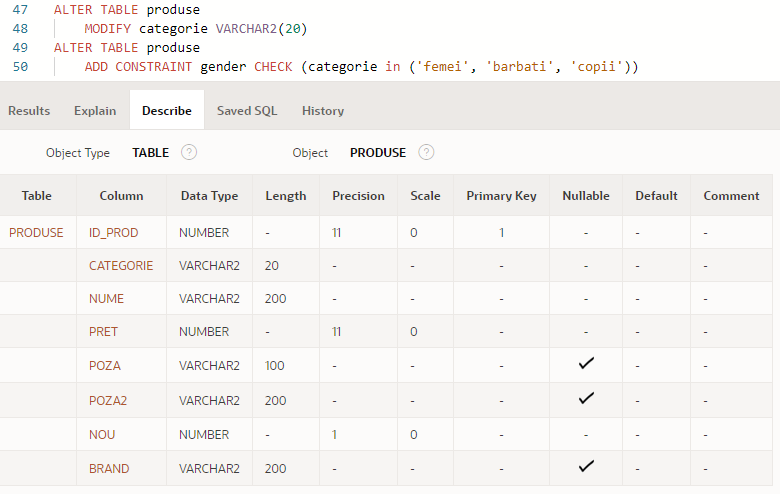 47 ALTER TABLE produse
48 MODIFY categorie VARCHAR2(20)
49 ALTER TABLE produse
50 ADD CONSTRAINT gender CHECK (categorie in ('femei', 'barbati', 'copii'))
Results Explain Describe Saved SQL History
Object Type TABLE ? Object PRODUSE ?
Table Column Data Type Length Precision Scale Primary Key Nullable Default Comment
PRODUSE ID_PROD NUMBER - 11 0 1 - - -
CATEGORIE VARCHAR2 20 - - - - - -
NUME VARCHAR2 200 - - - - - -
PRET NUMBER - 11 0 - - - -
POZA VARCHAR2 100 - - - ✓ - -
POZA2 VARCHAR2 200 - - - ✓ - -
NOU NUMBER - 1 0 - - - -
BRAND VARCHAR2 200 - - - ✓ - -